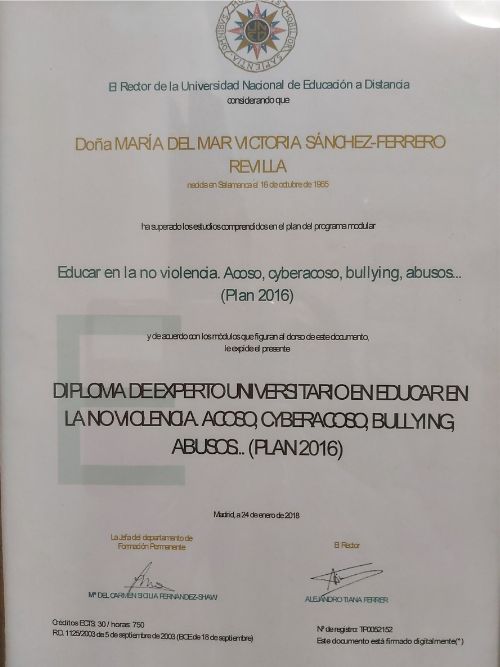 El Rector de la Universidad Nacional de Educación a Distancia
considerando que
Doña MARÍA DEL MAR VICTORIA SÁNCHEZ-FERRERO
REVILLA
nacida en Salamanca el 16 de octubre de 1965
ha superado los estudios comprendidos en el plan del programa modular
Educar en la no violencia. Acoso, cyberacoso, bullying, abusos...
(Plan 2016)
y de acuerdo con los módulos que figuran al dorso de este documento,
le expide el presente
DIPLOMA DE EXPERTO UNIVERSITARIO EN EDUCAR EN
LA NO VIOLENCIA. ACOSO, CYBERACOSO, BULLYING,
ABUSOS... (PLAN 2016)
Madrid, a 24 de enero de 2018
La Jefa del departamento de
Formación Permanente
El Rector
Mª DEL CARMEN SICILIA FERNÁNDEZ-SHAW
ALEJANDRO TIANA FERRER
Créditos ECTS: 30 / horas: 750
R.D. 1125/2003 de 5 de septiembre de 2003 (BOE de 18 de septiembre)
Nº de registro: TP0052152
Este documento está firmado digitalmente(*)